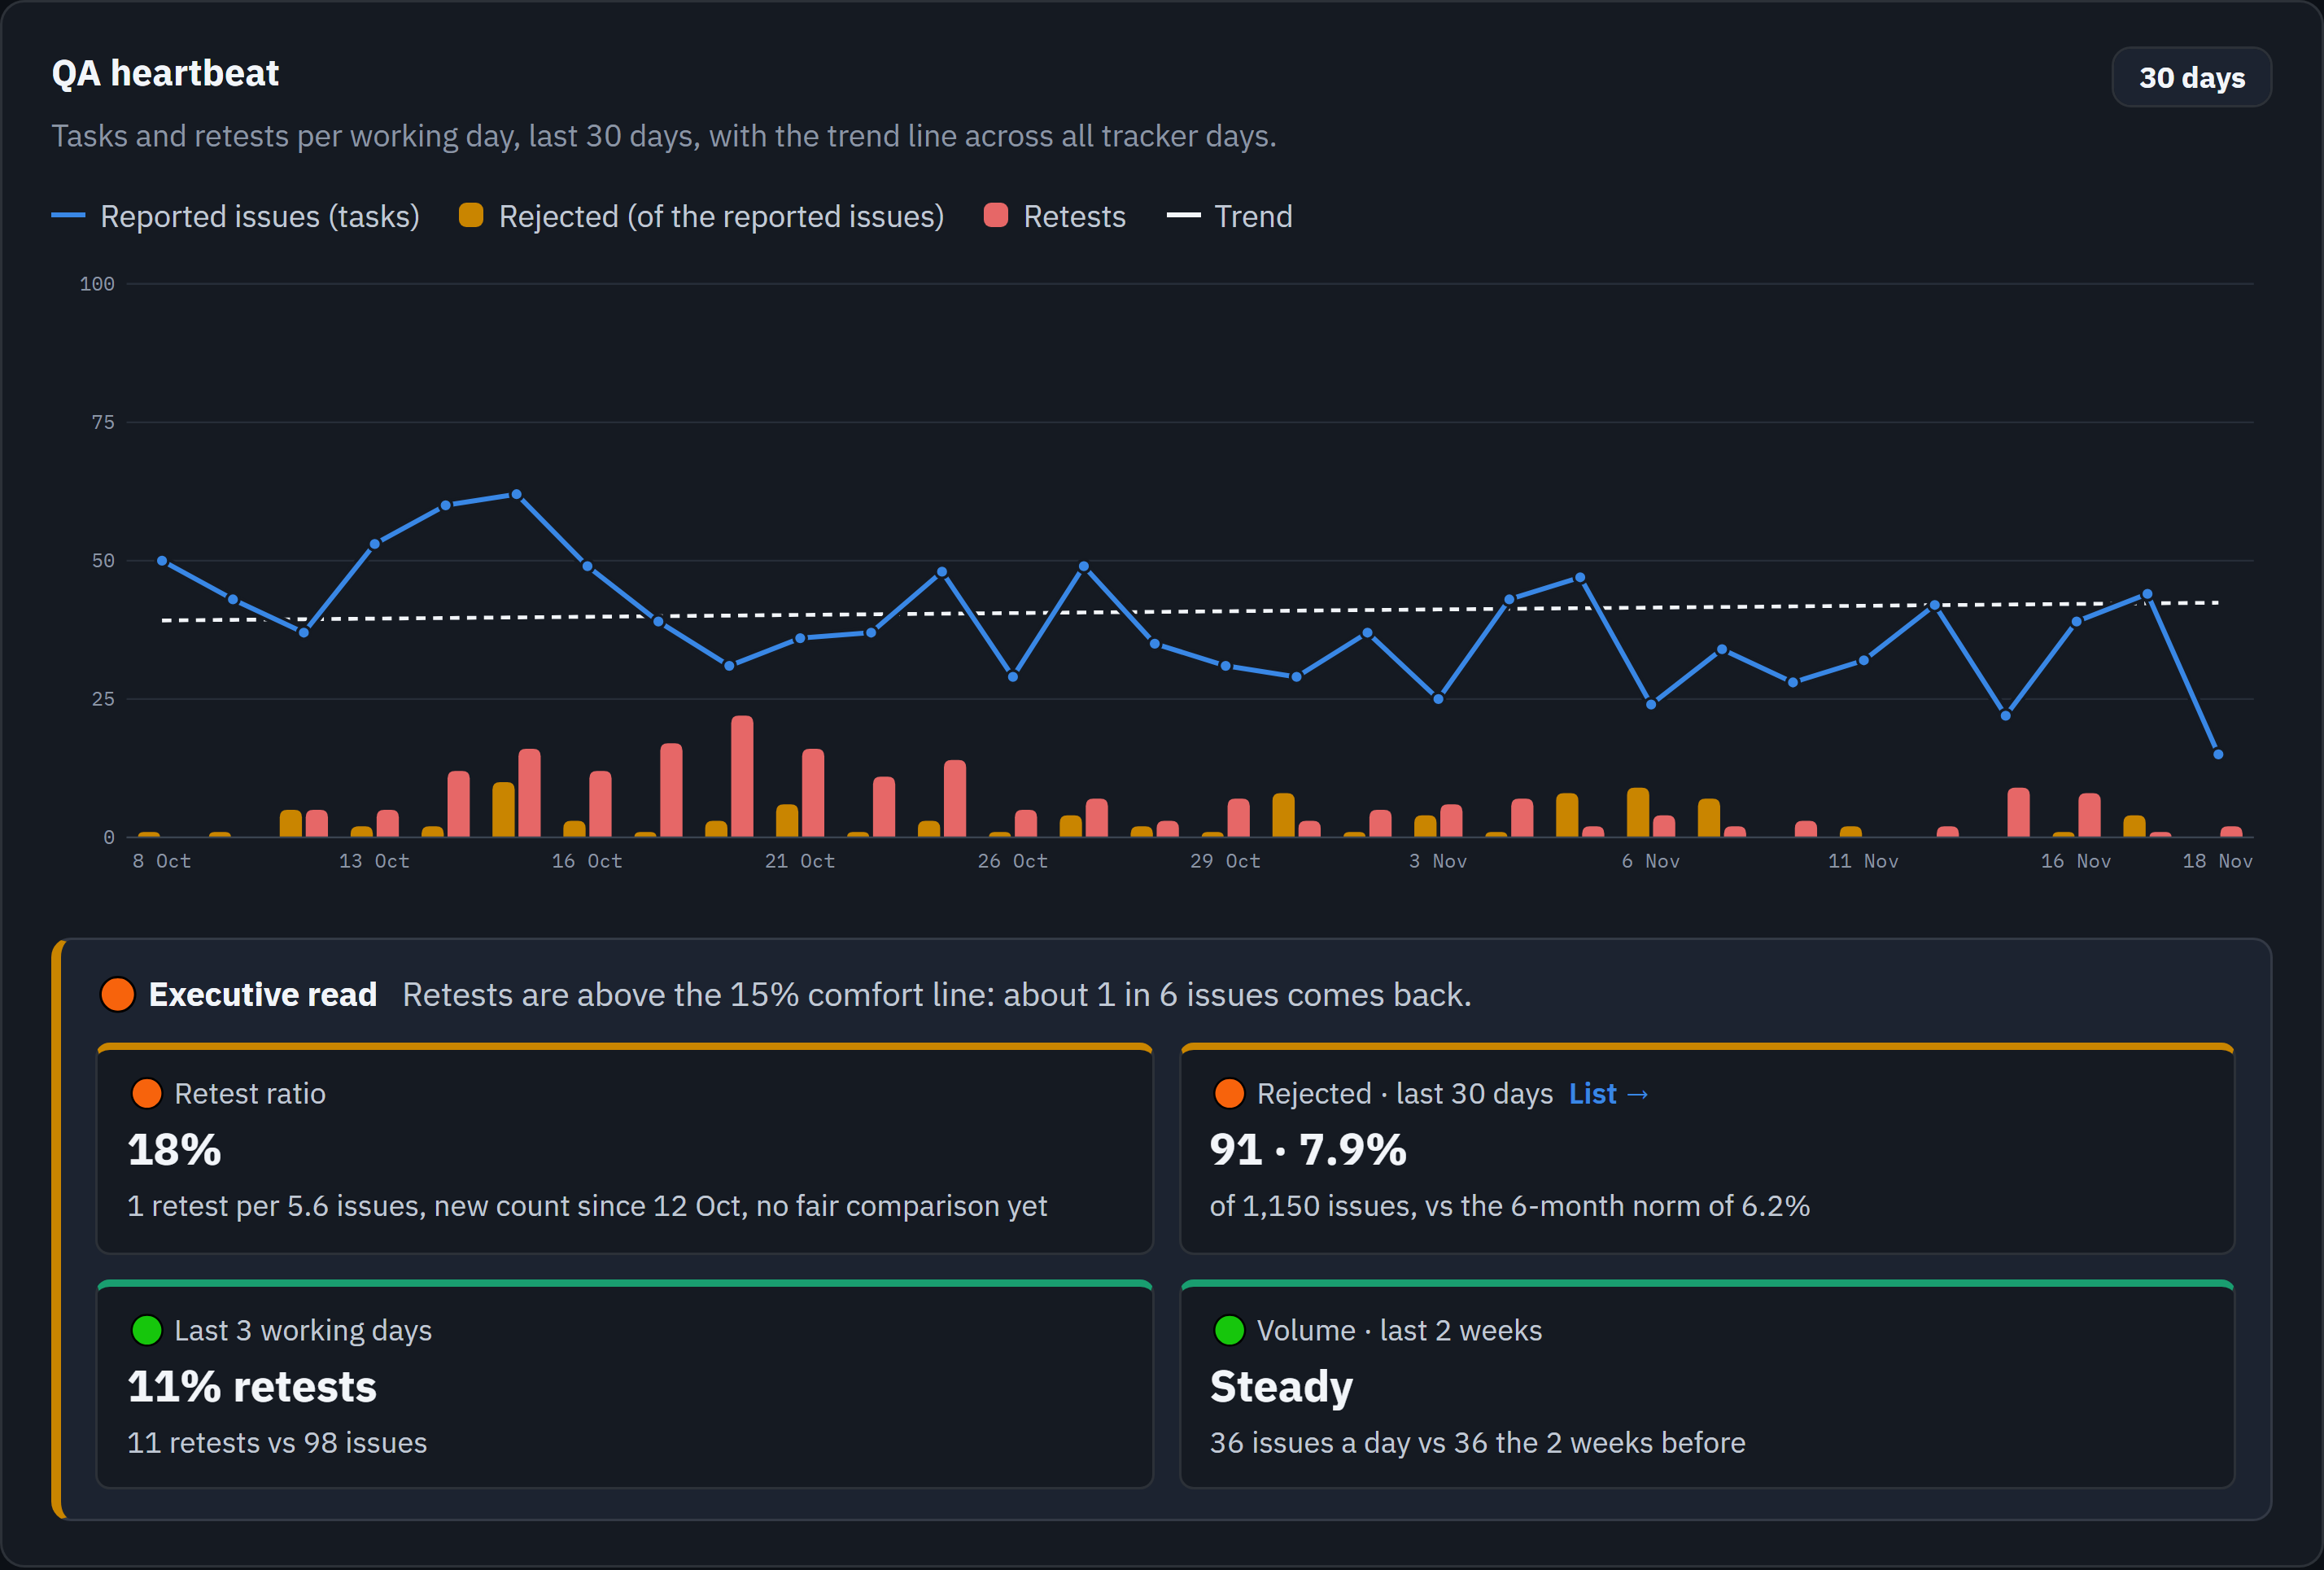 QA heartbeat
30 days
Tasks and retests per working day, last 30 days, with the trend line across all tracker days.
Reported issues (tasks) Rejected (of the reported issues) Retests Trend
100
75
50
25
0
8 Oct 13 Oct 16 Oct 21 Oct 26 Oct 29 Oct 3 Nov 6 Nov 11 Nov 16 Nov 18 Nov
Executive read Retests are above the 15% comfort line: about 1 in 6 issues comes back.
Retest ratio
18%
1 retest per 5.6 issues, new count since 12 Oct, no fair comparison yet
Rejected · last 30 days List →
91 · 7.9%
of 1,150 issues, vs the 6-month norm of 6.2%
Last 3 working days
11% retests
11 retests vs 98 issues
Volume · last 2 weeks
Steady
36 issues a day vs 36 the 2 weeks before